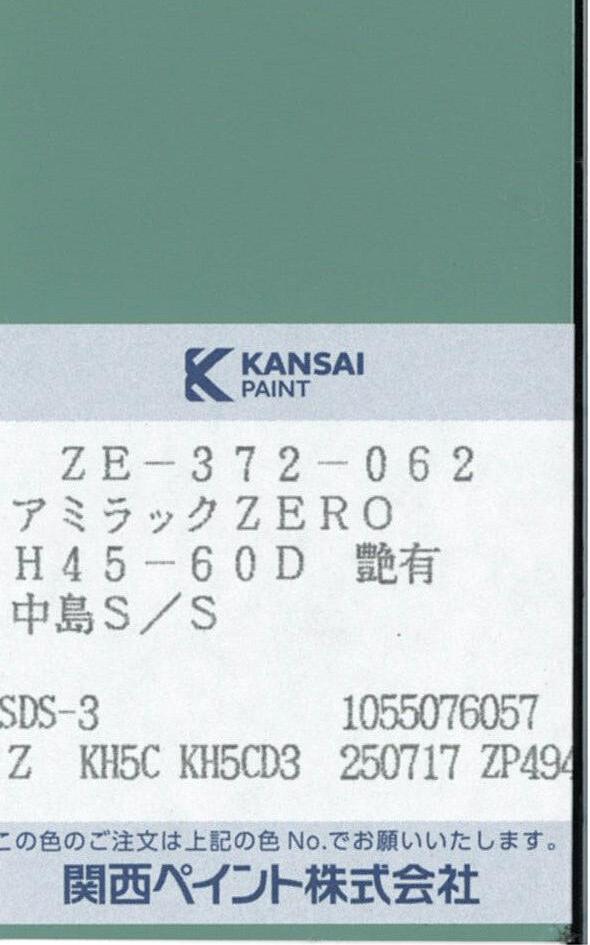 KANSAI
PAINT
ZE-372-062
アミラックZERO
H45-60D 艶有
中島S/S
SDS-3 1055076057
Z KH5C KH5CD3 250717 ZP494
この色のご注文は上記の色No.でお願いいたします。
関西ペイント株式会社